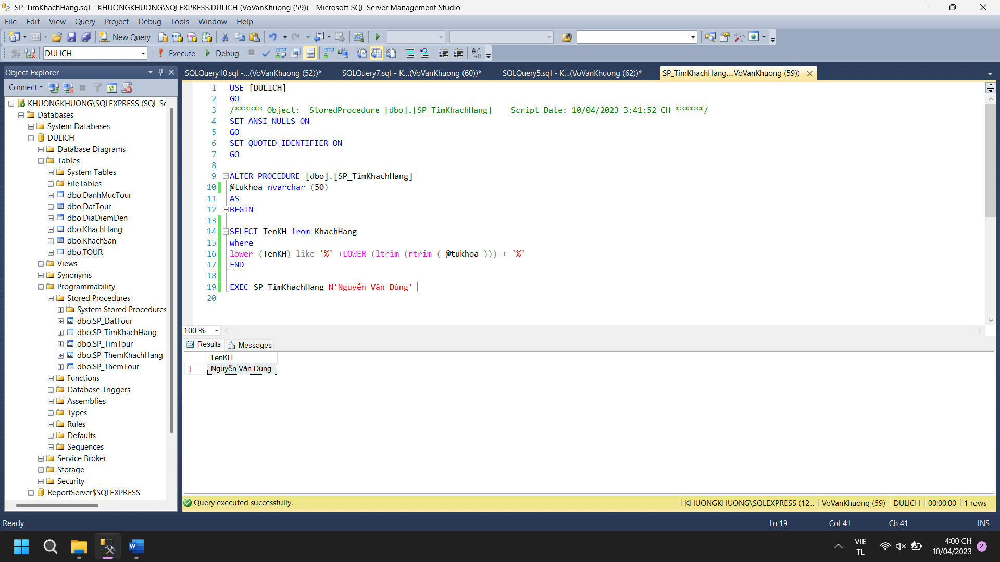 SP_TimKhachHang.sql - KHUONGKHUONG\SQLEXPRESS.DULICH (VoVanKhuong (59)) - Microsoft SQL Server Management Studio
File Edit View Query Project Debug Tools Window Help
New Query
DULICH Execute Debug
Object Explorer
Connect
KHUONGKHUONG\SQLEXPRESS (SQL Se
Databases
System Databases
DULICH
Database Diagrams
Tables
System Tables
FileTables
dbo.DanhMucTour
dbo.DatTour
dbo.DiaDiemDen
dbo.KhachHang
dbo.KhachSan
dbo.TOUR
Views
Synonyms
Programmability
Stored Procedures
System Stored Procedures
dbo.SP_DatTour
dbo.SP_TimKhachHang
dbo.SP_TimTour
dbo.SP_ThemKhachHang
dbo.SP_ThemTour
Functions
Database Triggers
Assemblies
Types
Rules
Defaults
Sequences
Service Broker
Storage
Security
ReportServer$SQLEXPRESS
SQLQuery10.sql -...(VoVanKhuong (52))* SQLQuery7.sql - K...(VoVanKhuong (60))* SQLQuery5.sql - K...(VoVanKhuong (62))* SP_TimKhachHang....VoVanKhuong (59))
1 USE [DULICH]
2 GO
3 /****** Object:  StoredProcedure [dbo].[SP_TimKhachHang]    Script Date: 10/04/2023 3:41:52 CH ******/
4 SET ANSI_NULLS ON
5 GO
6 SET QUOTED_IDENTIFIER ON
7 GO
8
9 ALTER PROCEDURE [dbo].[SP_TimKhachHang]
10 @tukhoa nvarchar (50)
11 AS
12 BEGIN
13
14 SELECT TenKH from KhachHang
15 where
16 lower (TenKH) like '%' +LOWER (ltrim (rtrim ( @tukhoa ))) + '%'
17 END
18
19 EXEC SP_TimKhachHang N'Nguyễn Văn Dùng'
20
100 %
Results Messages
TenKH
1 Nguyễn Văn Dùng
Query executed successfully. KHUONGKHUONG\SQLEXPRESS (12... VoVanKhuong (59) DULICH 00:00:00 1 rows
Ready Ln 19 Col 41 Ch 41 INS
VIE
TL
4:00 CH
10/04/2023
2